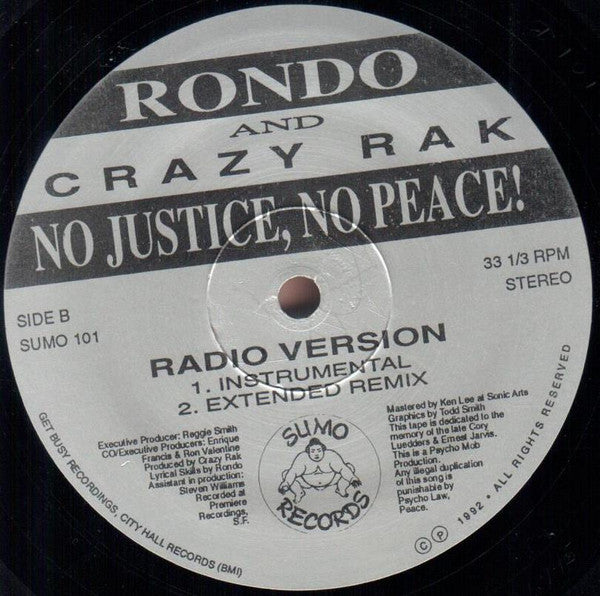 RONDO
AND
CRAZY RAK
NO JUSTICE, NO PEACE!
SIDE B
SUMO 101
33 1/3 RPM
STEREO
RADIO VERSION
1. INSTRUMENTAL
2. EXTENDED REMIX
Executive Producer: Reggie Smith
CO/Executive Producers: Enrique
Francis & Ron Valentine
Produced by Crazy Rak
Lyrical Skills by Rondo
Assistant in production:
Steven Williams
Recorded at
Premiere
Recordings,
S.F.
SUMO
RECORDS
Mastered by Ken Lee at Sonic Arts
Graphics by Todd Smith
This tape is dedicated to the
memory of the late Cory
Luedders & Ernest Jarvis.
This is a Psycho Mob
Production.
Any illegal duplication
of this song is
punishable by
Psycho Law,
Peace.
GET BUSY RECORDINGS, CITY HALL RECORDS (BMI)
© ℗ 1992 • ALL RIGHTS RESERVED